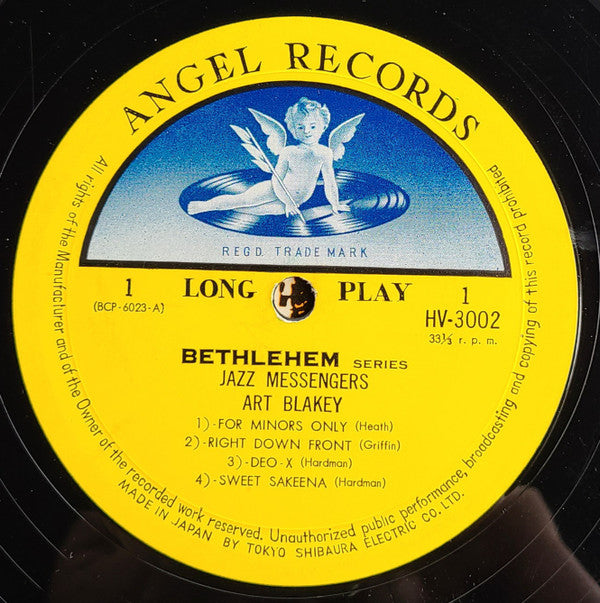 ANGEL RECORDS
REGD. TRADE MARK
1 LONG PLAY 1
(BCP-6023-A) HV-3002
33⅓ r. p. m.
BETHLEHEM SERIES
JAZZ MESSENGERS
ART BLAKEY
1)-FOR MINORS ONLY (Heath)
2)-RIGHT DOWN FRONT (Griffin)
3)-DEO-X (Hardman)
4)-SWEET SAKEENA (Hardman)
All rights of the Manufacturer and of the Owner of the recorded work reserved. Unauthorized public performance, broadcasting and copying of this record prohibited
MADE IN JAPAN BY TOKYO SHIBAURA ELECTRIC CO. LTD.